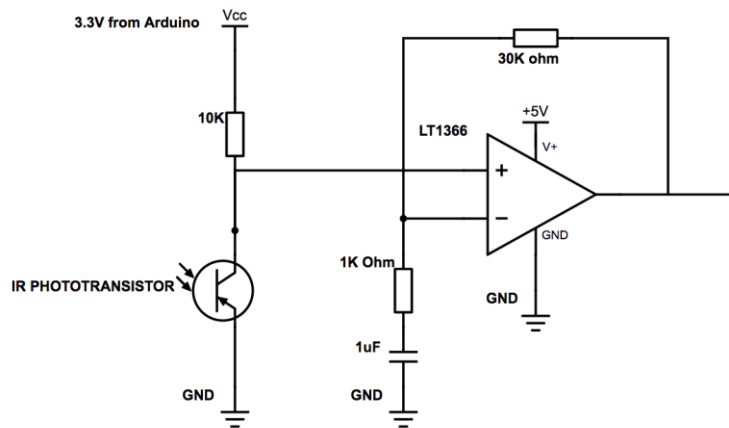 3.3V from Arduino
Vcc
30K ohm
10K
LT1366
+5V
V+
+
−
GND
1K Ohm
IR PHOTOTRANSISTOR
GND
1uF
GND
GND